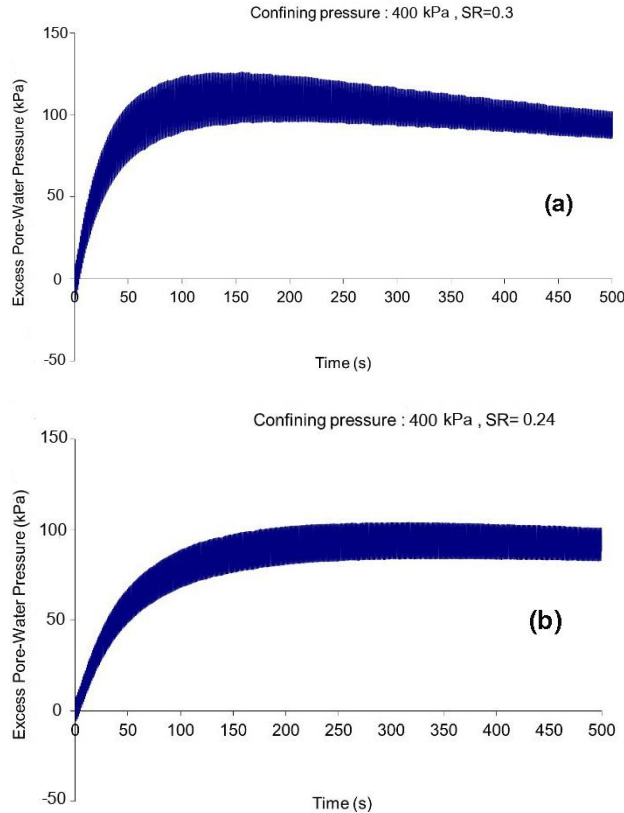 Confining pressure : 400 kPa , SR=0.3
150
100
50
0
-50
Excess Pore-Water Pressure (kPa)
(a)
0 50 100 150 200 250 300 350 400 450 500
Time (s)
Confining pressure : 400 kPa , SR= 0.24
150
100
50
0
-50
Excess Pore-Water Pressure (kPa)
(b)
0 50 100 150 200 250 300 350 400 450 500
Time (s)